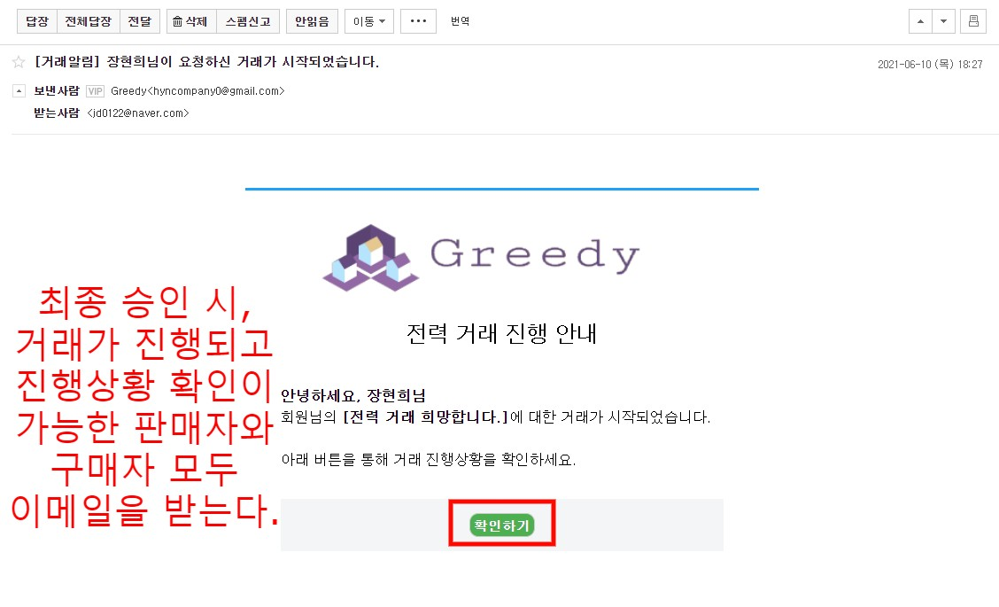 답장 전체답장 전달 삭제 스팸신고 안읽음 이동 ••• 번역
[거래알림] 장현희님이 요청하신 거래가 시작되었습니다.
2021-06-10 (목) 18:27
보낸사람 VIP Greedy<hyncompany0@gmail.com>
받는사람 <jd0122@naver.com>
Greedy
전력 거래 진행 안내
최종 승인 시,
거래가 진행되고
진행상황 확인이
가능한 판매자와
구매자 모두
이메일을 받는다.
안녕하세요, 장현희님
회원님의 [전력 거래 희망합니다.]에 대한 거래가 시작되었습니다.
아래 버튼을 통해 거래 진행상황을 확인하세요.
확인하기